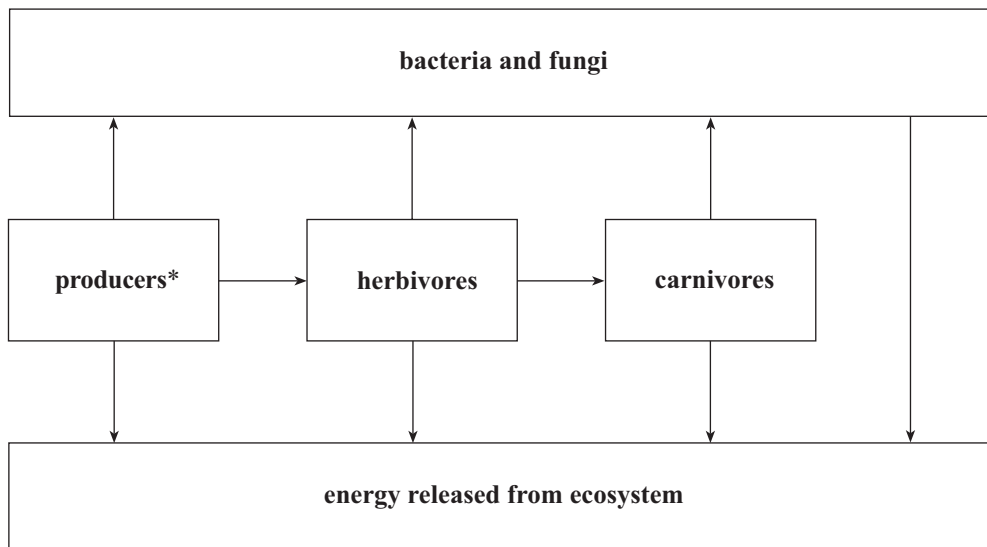 bacteria and fungi
producers*
herbivores
carnivores
energy released from ecosystem